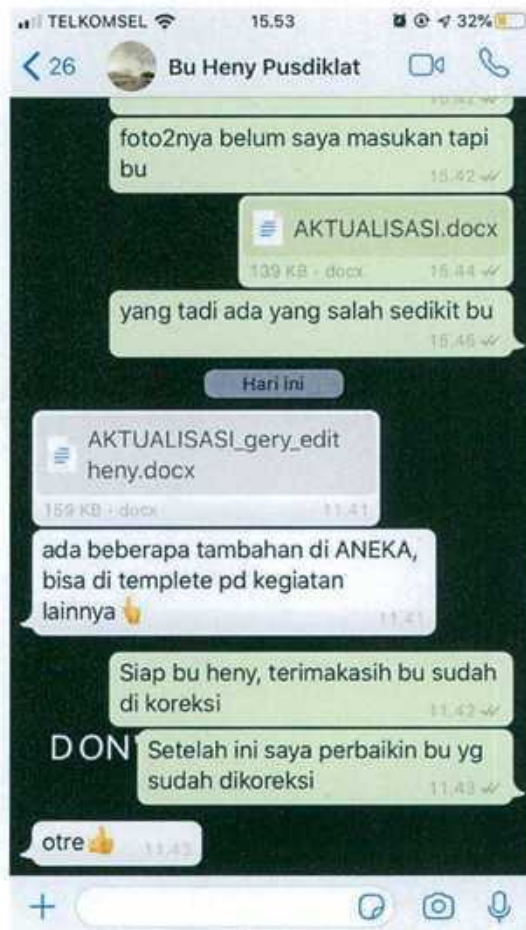 TELKOMSEL 15.53 32%
26 Bu Heny Pusdiklat
15.42
foto2nya belum saya masukan tapi
bu
15.42
AKTUALISASI.docx
139 KB - docx 15.44
yang tadi ada yang salah sedikit bu
15.46
Hari ini
AKTUALISASI_gery_edit
heny.docx
159 KB - docx 11.41
ada beberapa tambahan di ANEKA,
bisa di templete pd kegiatan
lainnya👆
11.41
Siap bu heny, terimakasih bu sudah
di koreksi
11.42
DON'
Setelah ini saya perbaikin bu yg
sudah dikoreksi
11.43
otre👍 11.43